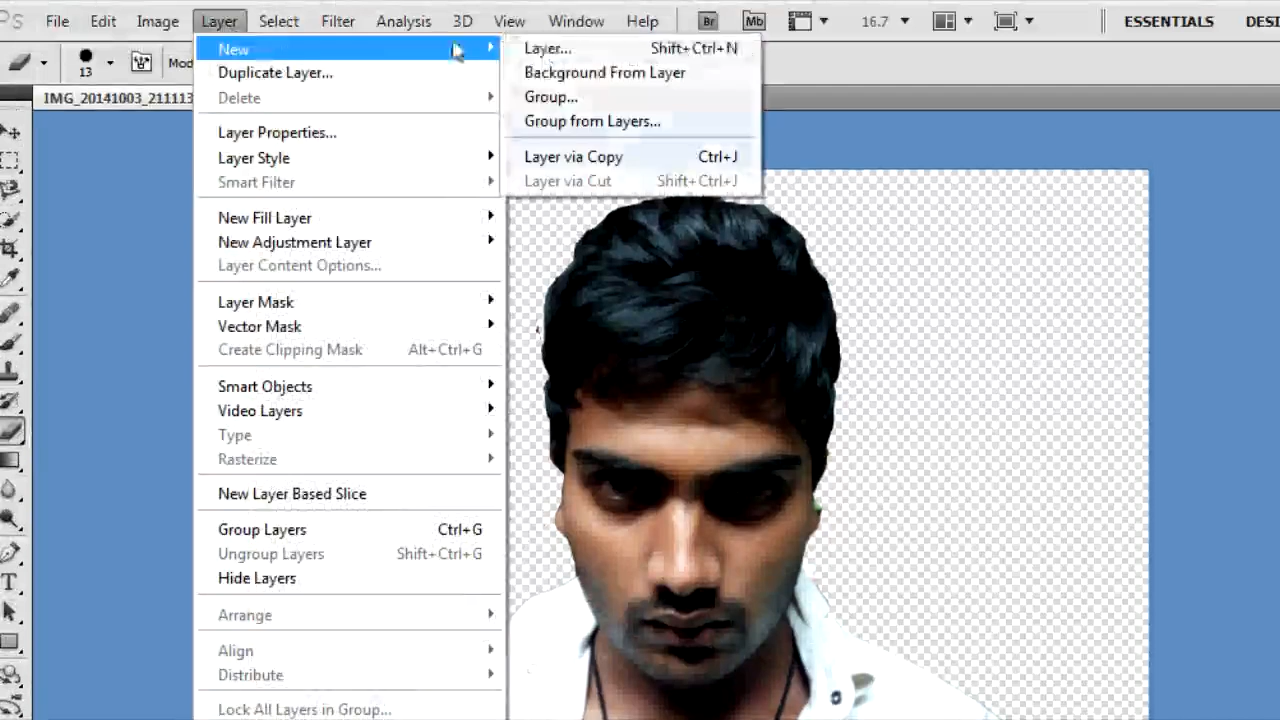 File Edit Image Layer Select Filter Analysis 3D View Window Help Br Mb 16.7 ESSENTIALS
13
IMG_20141003_211113
New
Duplicate Layer...
Delete
Layer Properties...
Layer Style
Smart Filter
New Fill Layer
New Adjustment Layer
Layer Content Options...
Layer Mask
Vector Mask
Create Clipping Mask Alt+Ctrl+G
Smart Objects
Video Layers
Type
Rasterize
New Layer Based Slice
Group Layers Ctrl+G
Ungroup Layers Shift+Ctrl+G
Hide Layers
Arrange
Align
Distribute
Lock All Layers in Group...
Layer... Shift+Ctrl+N
Background From Layer
Group...
Group from Layers...
Layer via Copy Ctrl+J
Layer via Cut Shift+Ctrl+J